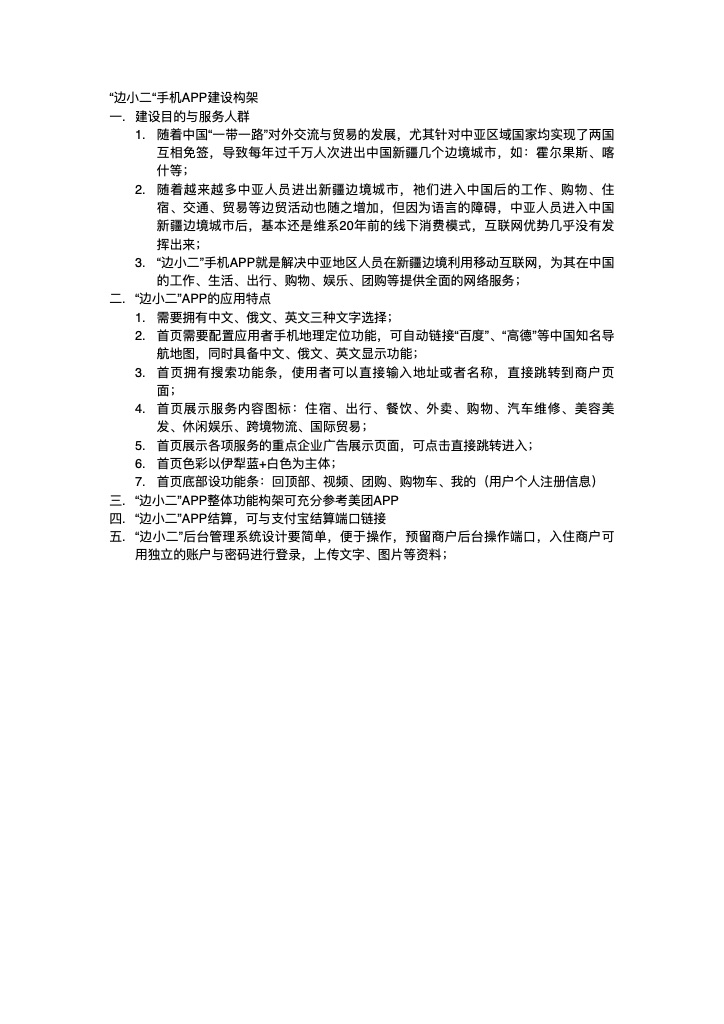 “边小二“手机APP建设构架
一. 建设目的与服务人群
1. 随着中国“一带一路”对外交流与贸易的发展，尤其针对中亚区域国家均实现了两国
互相免签，导致每年过千万人次进出中国新疆几个边境城市，如：霍尔果斯、喀
什等；
2. 随着越来越多中亚人员进出新疆边境城市，祂们进入中国后的工作、购物、住
宿、交通、贸易等边贸活动也随之增加，但因为语言的障碍，中亚人员进入中国
新疆边境城市后，基本还是维系20年前的线下消费模式，互联网优势几乎没有发
挥出来；
3. “边小二”手机APP就是解决中亚地区人员在新疆边境利用移动互联网，为其在中国
的工作、生活、出行、购物、娱乐、团购等提供全面的网络服务；
二. “边小二”APP的应用特点
1. 需要拥有中文、俄文、英文三种文字选择；
2. 首页需要配置应用者手机地理定位功能，可自动链接“百度”、“高德”等中国知名导
航地图，同时具备中文、俄文、英文显示功能；
3. 首页拥有搜索功能条，使用者可以直接输入地址或者名称，直接跳转到商户页
面；
4. 首页展示服务内容图标：住宿、出行、餐饮、外卖、购物、汽车维修、美容美
发、休闲娱乐、跨境物流、国际贸易；
5. 首页展示各项服务的重点企业广告展示页面，可点击直接跳转进入；
6. 首页色彩以伊犁蓝+白色为主体；
7. 首页底部设功能条：回顶部、视频、团购、购物车、我的（用户个人注册信息）
三. “边小二”APP整体功能构架可充分参考美团APP
四. “边小二”APP结算，可与支付宝结算端口链接
五. “边小二”后台管理系统设计要简单，便于操作，预留商户后台操作端口，入住商户可
用独立的账户与密码进行登录，上传文字、图片等资料；